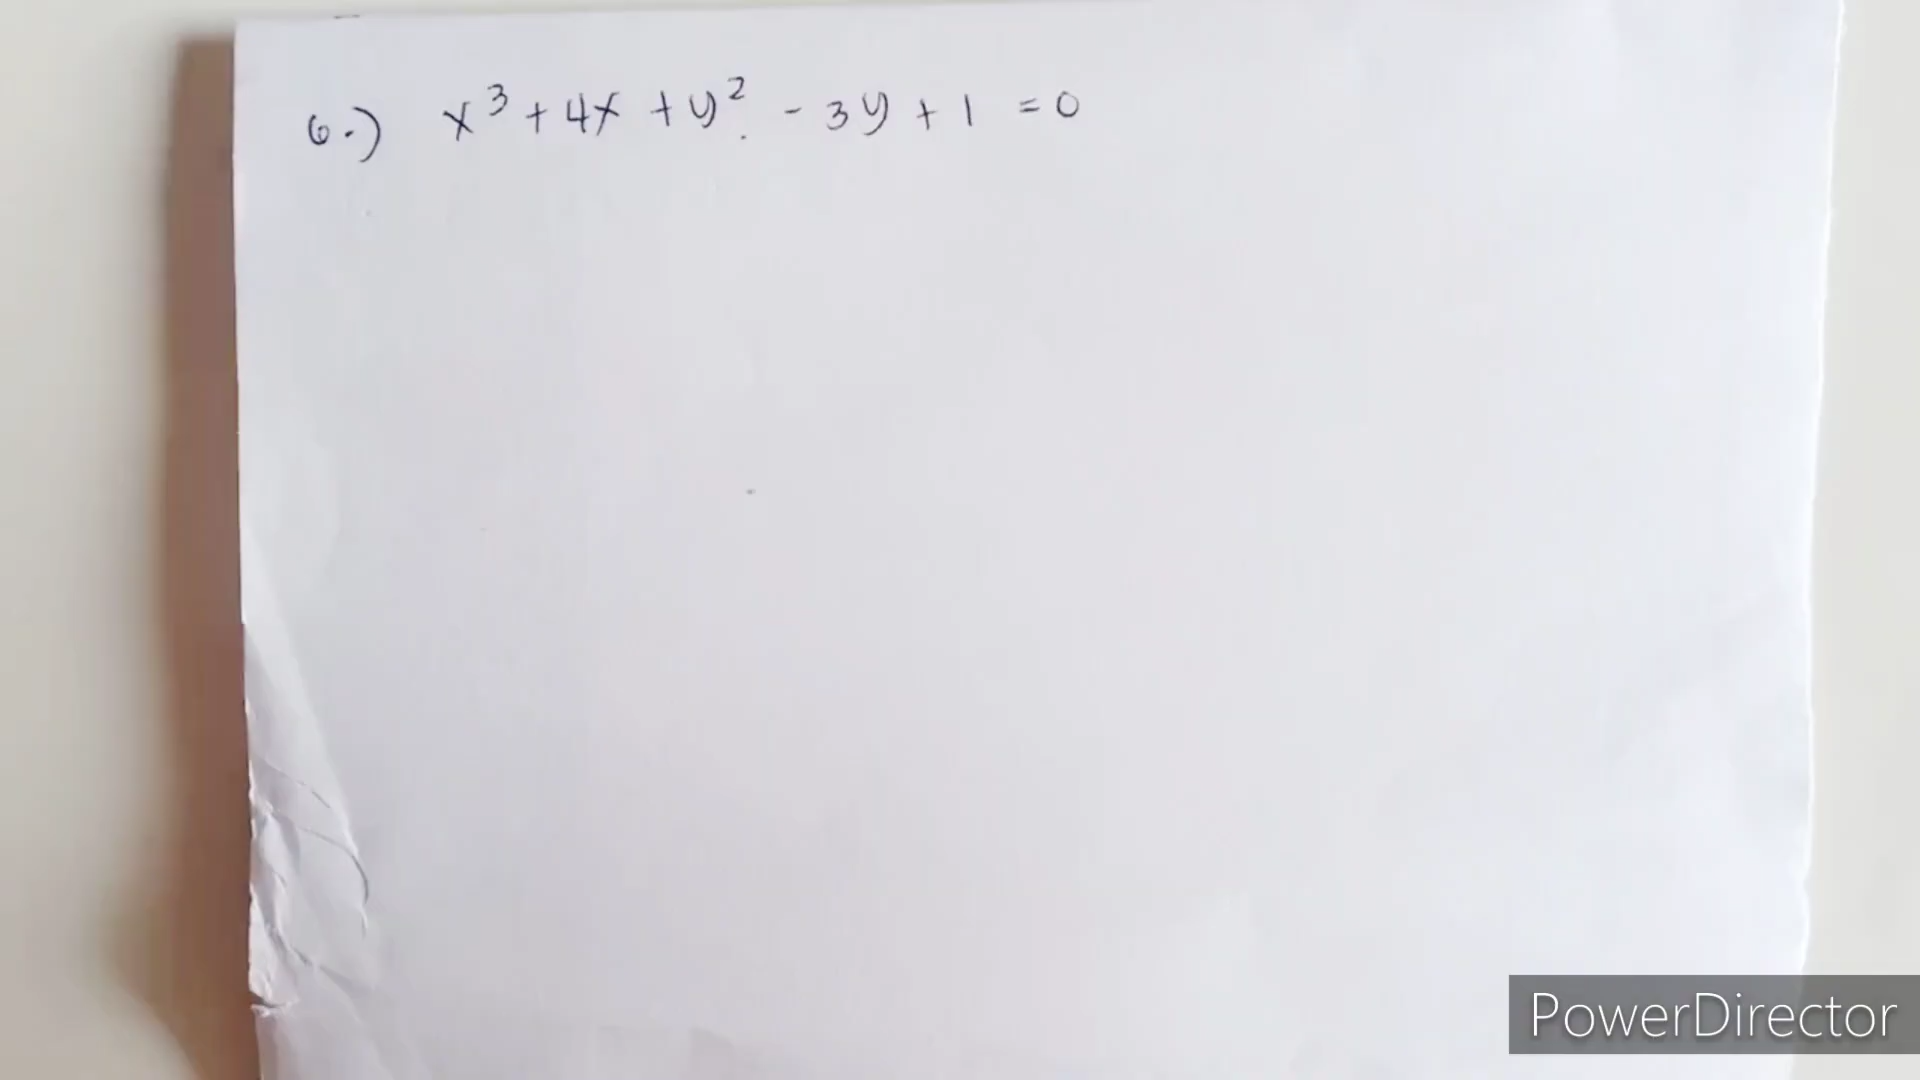 6.) x³ + 4x + y² - 3y + 1 = 0
PowerDirector